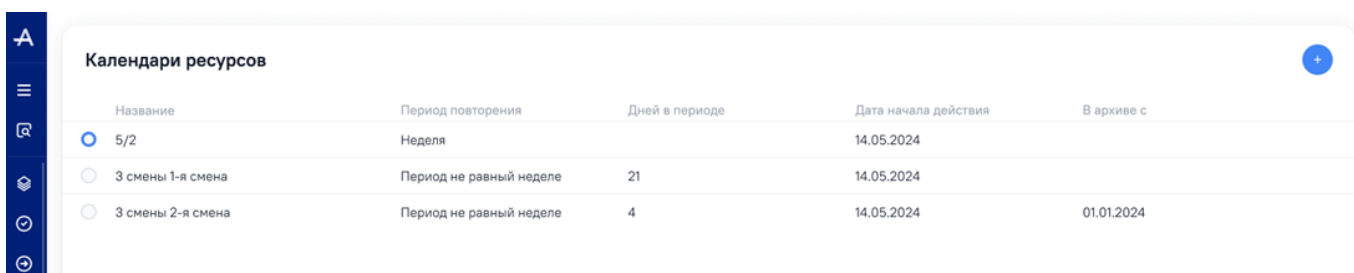 Календари ресурсов
+
Название Период повторения Дней в периоде Дата начала действия В архиве с
5/2 Неделя 14.05.2024
3 смены 1-я смена Период не равный неделе 21 14.05.2024
3 смены 2-я смена Период не равный неделе 4 14.05.2024 01.01.2024